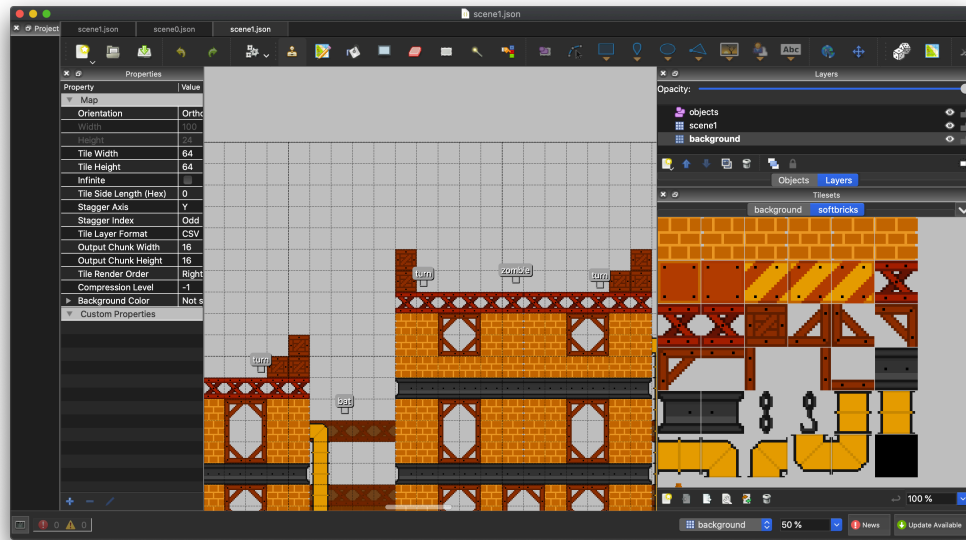 scene1.json
Project
scene1.json scene0.json scene1.json
Abc
Properties
Property Value
Map
Orientation Ortho
Width 100
Height 24
Tile Width 64
Tile Height 64
Infinite
Tile Side Length (Hex) 0
Stagger Axis Y
Stagger Index Odd
Tile Layer Format CSV
Output Chunk Width 16
Output Chunk Height 16
Tile Render Order Right
Compression Level -1
Background Color Not s
Custom Properties
turn
zombie
turn
turn
bat
Layers
Opacity:
objects
scene1
background
Objects Layers
Tilesets
background softbricks
100 %
0 0
background 50 % News Update Available